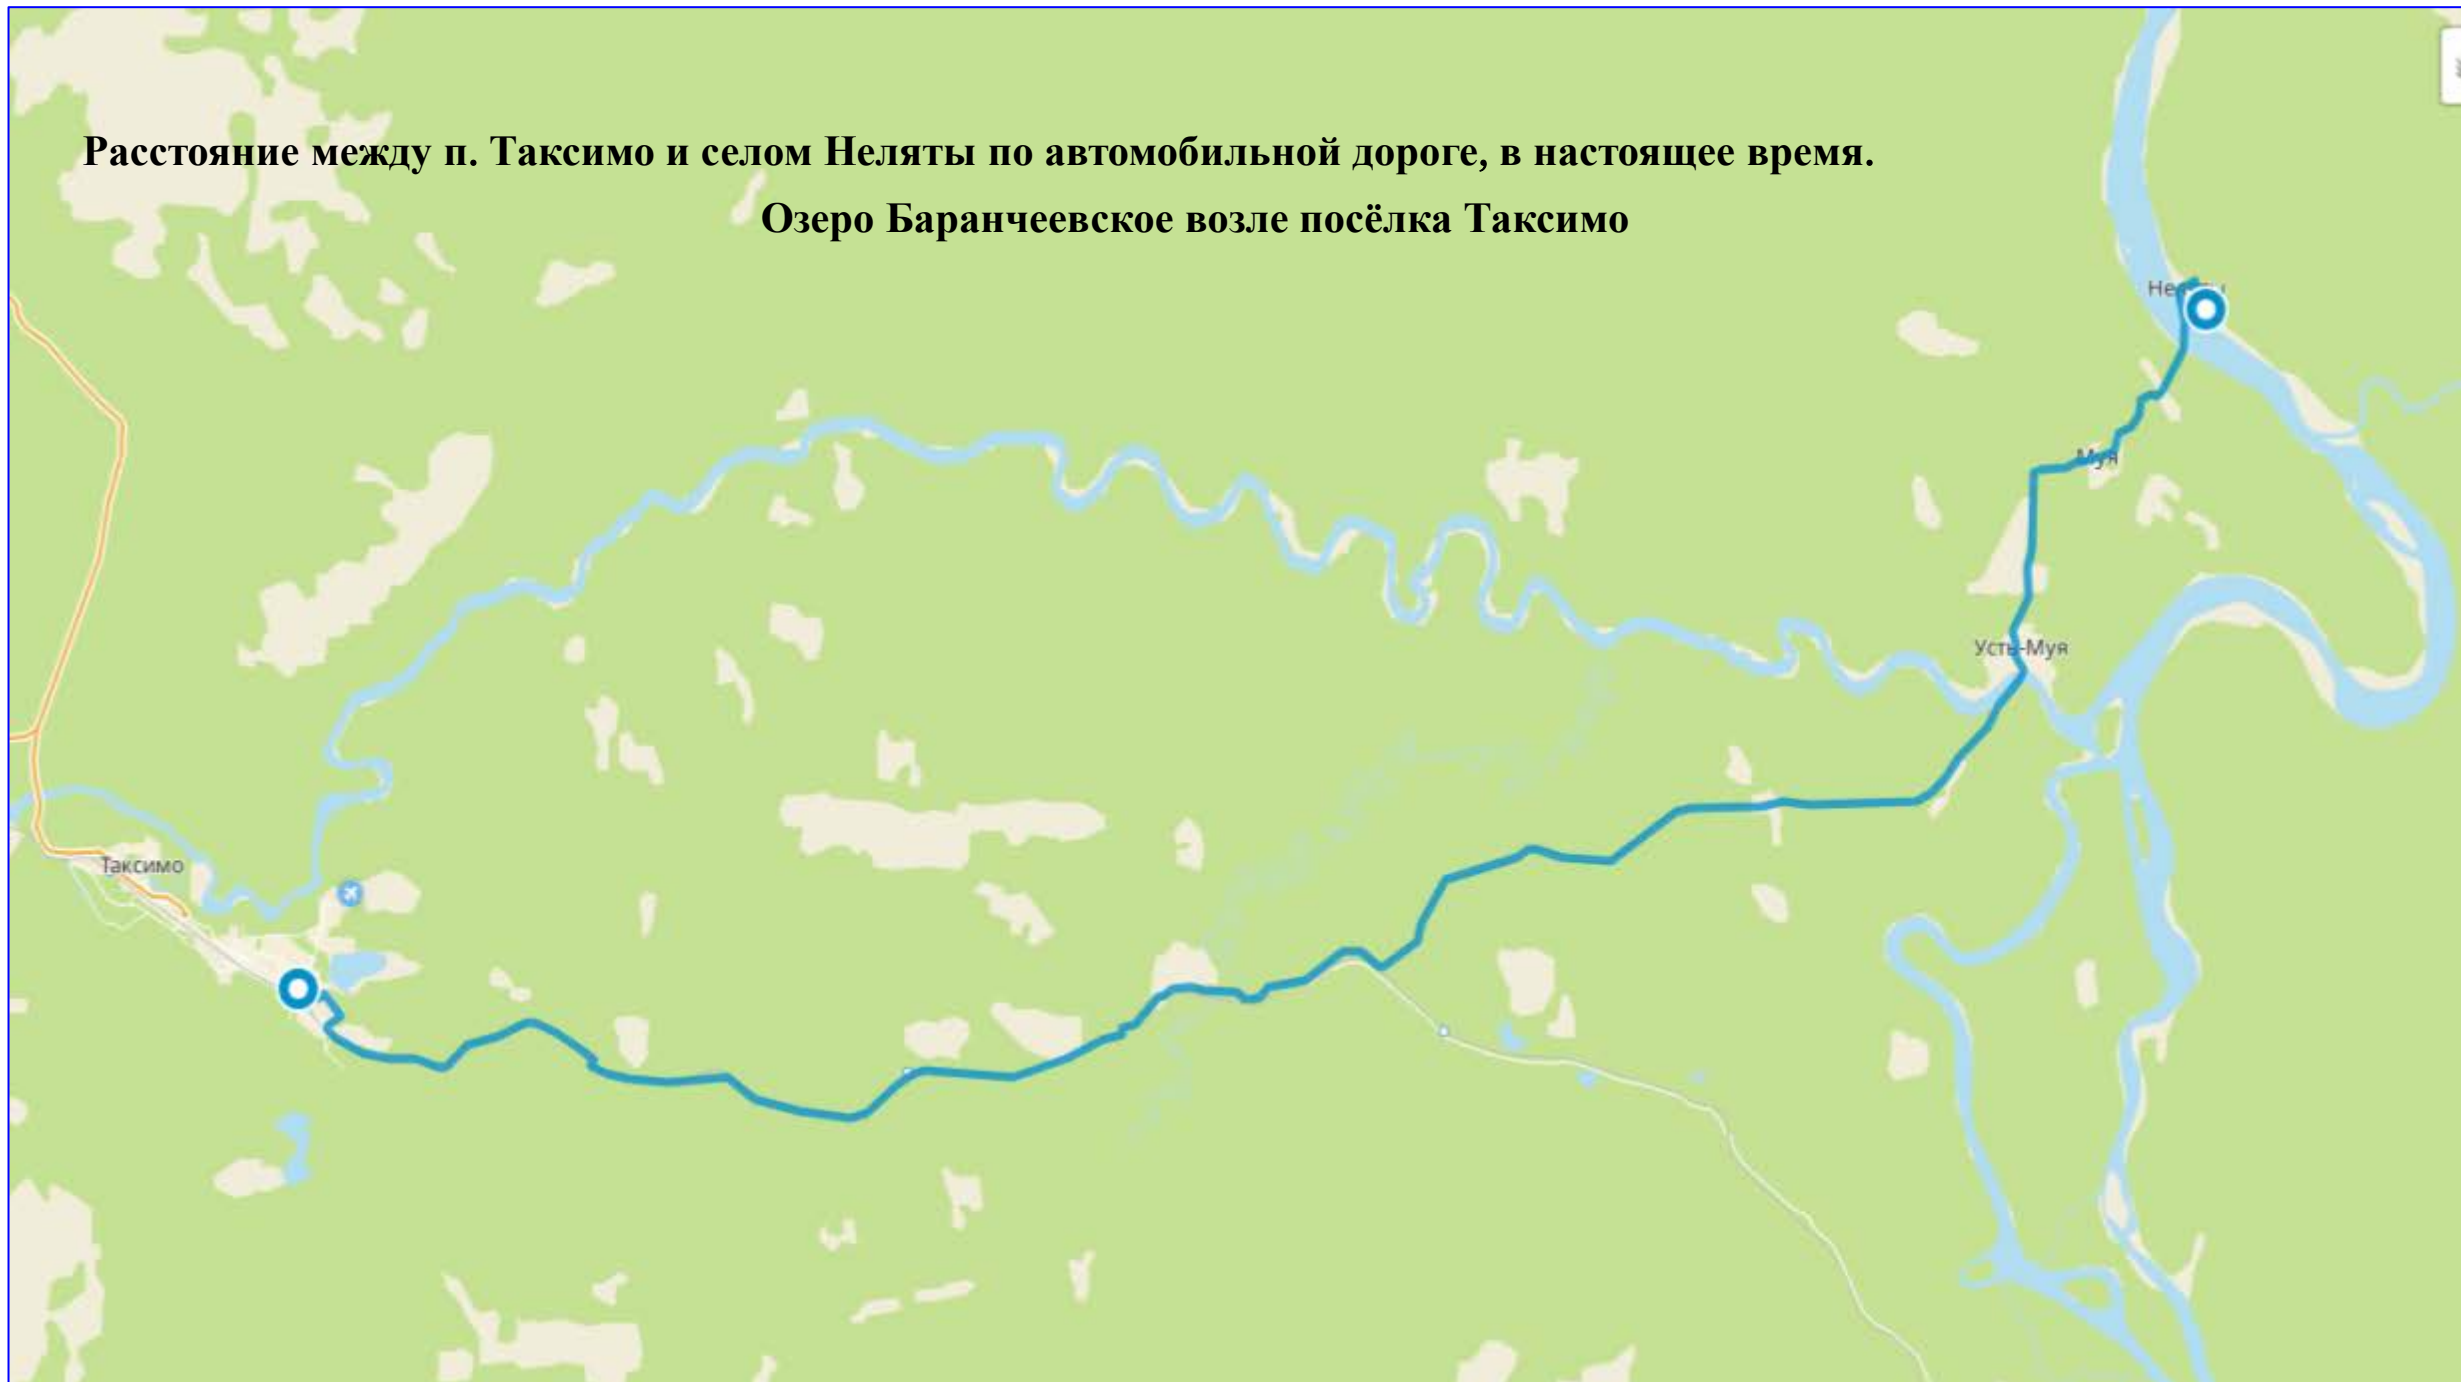 Расстояние между п. Таксимо и селом Неляты по автомобильной дороге, в настоящее время.
Озеро Баранчеевское возле посёлка Таксимо
Муя
Усть-Муя
Таксимо